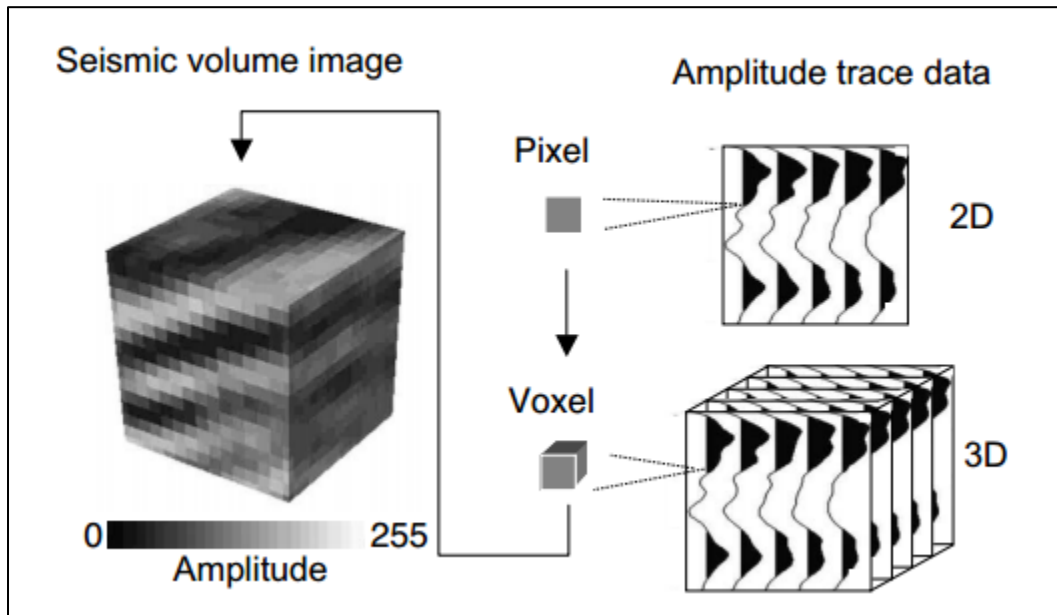 Seismic volume image
Amplitude trace data
Pixel
2D
Voxel
3D
0 255
Amplitude